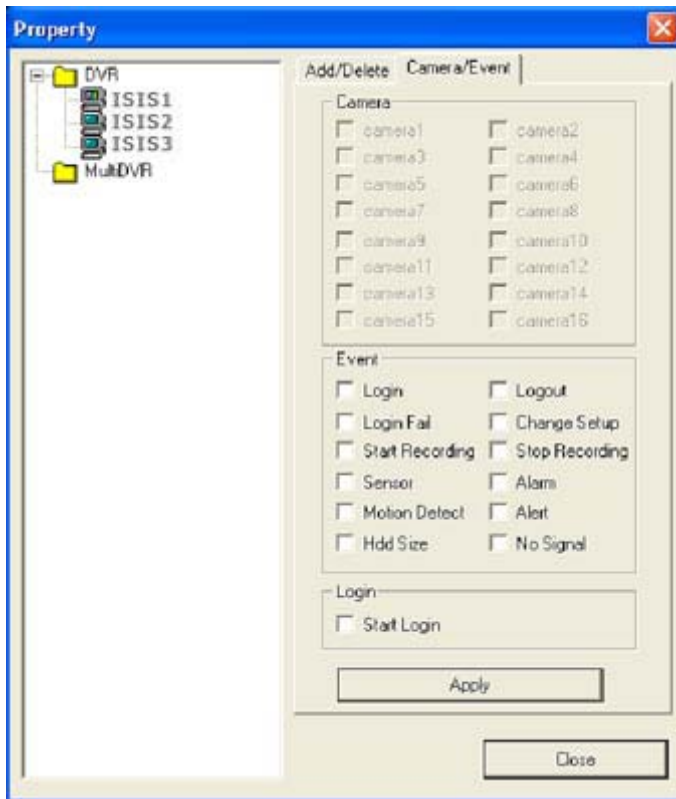 Property
DVR
ISIS1
ISIS2
ISIS3
MultiDVR
Add/Delete Camera/Event
Camera
camera1 camera2
camera3 camera4
camera5 camera6
camera7 camera8
camera9 camera10
camera11 camera12
camera13 camera14
camera15 camera16
Event
Login Logout
Login Fail Change Setup
Start Recording Stop Recording
Sensor Alarm
Motion Detect Alert
Hdd Size No Signal
Login
Start Login
Apply
Close